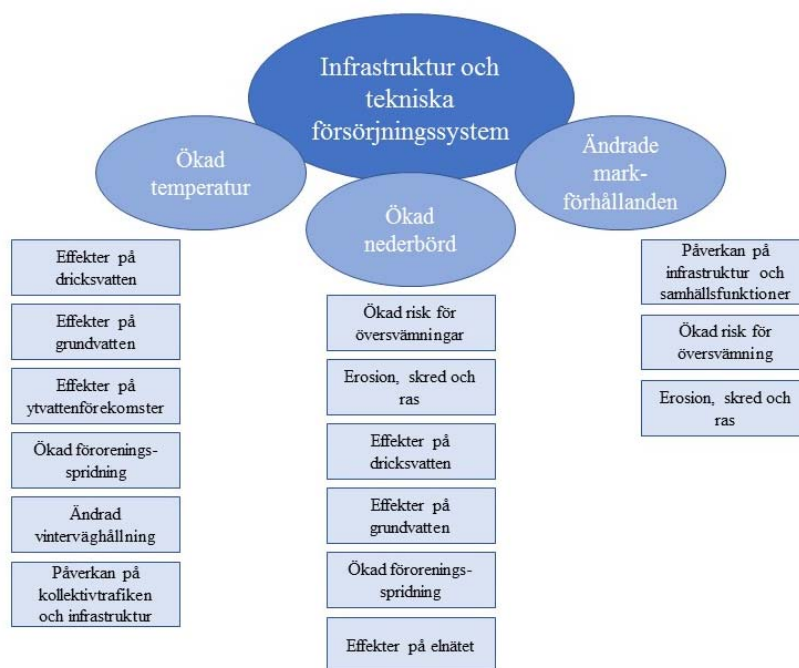 Infrastruktur och
tekniska
försörjningssystem
Ökad
temperatur
Ökad
nederbörd
Ändrade
mark-
förhållanden
Effekter på
dricksvatten
Effekter på
grundvatten
Effekter på
ytvattenförekomster
Ökad förorenings-
spridning
Ändrad
vinterväghållning
Påverkan på
kollektivtrafiken
och infrastruktur
Ökad risk för
översvämningar
Erosion, skred och
ras
Effekter på
dricksvatten
Effekter på
grundvatten
Ökad förorenings-
spridning
Effekter på elnätet
Påverkan på
infrastruktur och
samhällsfunktioner
Ökad risk för
översvämning
Erosion, skred och
ras